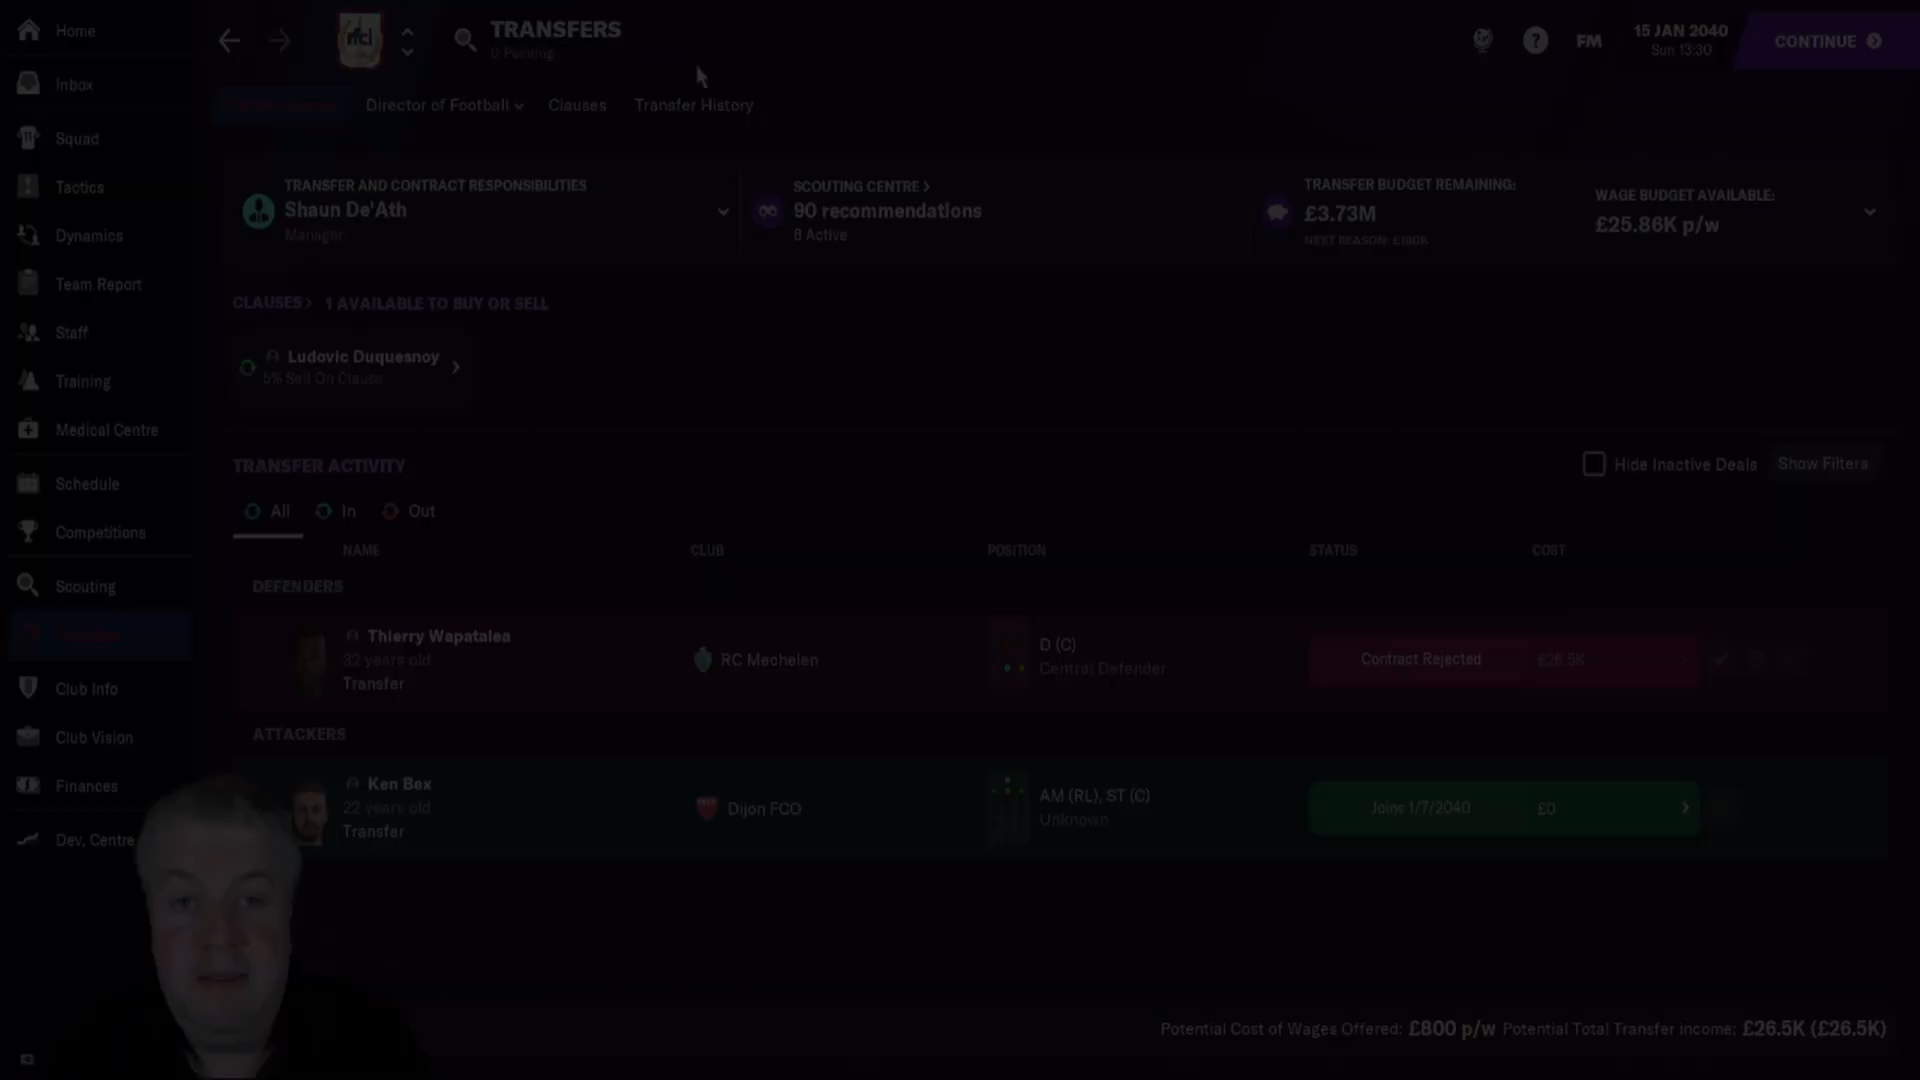 Home
TRANSFERS
0 Pending
15 JAN 2040
Sun 13:30
FM
CONTINUE
Inbox
Director of Football
Clauses
Transfer History
Squad
Tactics
Dynamics
Team Report
Staff
Training
Medical Centre
Schedule
Competitions
Scouting
Club Info
Club Vision
Finances
Dev. Centre
TRANSFER AND CONTRACT RESPONSIBILITIES
Shaun De'Ath
Manager
SCOUTING CENTRE >
90 recommendations
6 Active
TRANSFER BUDGET REMAINING:
£3.73M
NEXT SEASON: £180K
WAGE BUDGET AVAILABLE:
£25.86K p/w
CLAUSES > 1 AVAILABLE TO BUY OR SELL
Ludovic Duquesnoy
5% Sell On Clause
TRANSFER ACTIVITY
Hide Inactive Deals
Show Filters
All In Out
NAME CLUB POSITION STATUS COST
DEFENDERS
Thierry Wapatalea
32 years old
Transfer
RC Mechelen
D (C)
Central Defender
Contract Rejected £26.5K
ATTACKERS
Ken Bex
22 years old
Transfer
Dijon FCO
AM (RL), ST (C)
Unknown
Joins 1/7/2040 £0
Potential Cost of Wages Offered: £800 p/w Potential Total Transfer income: £26.5K (£26.5K)